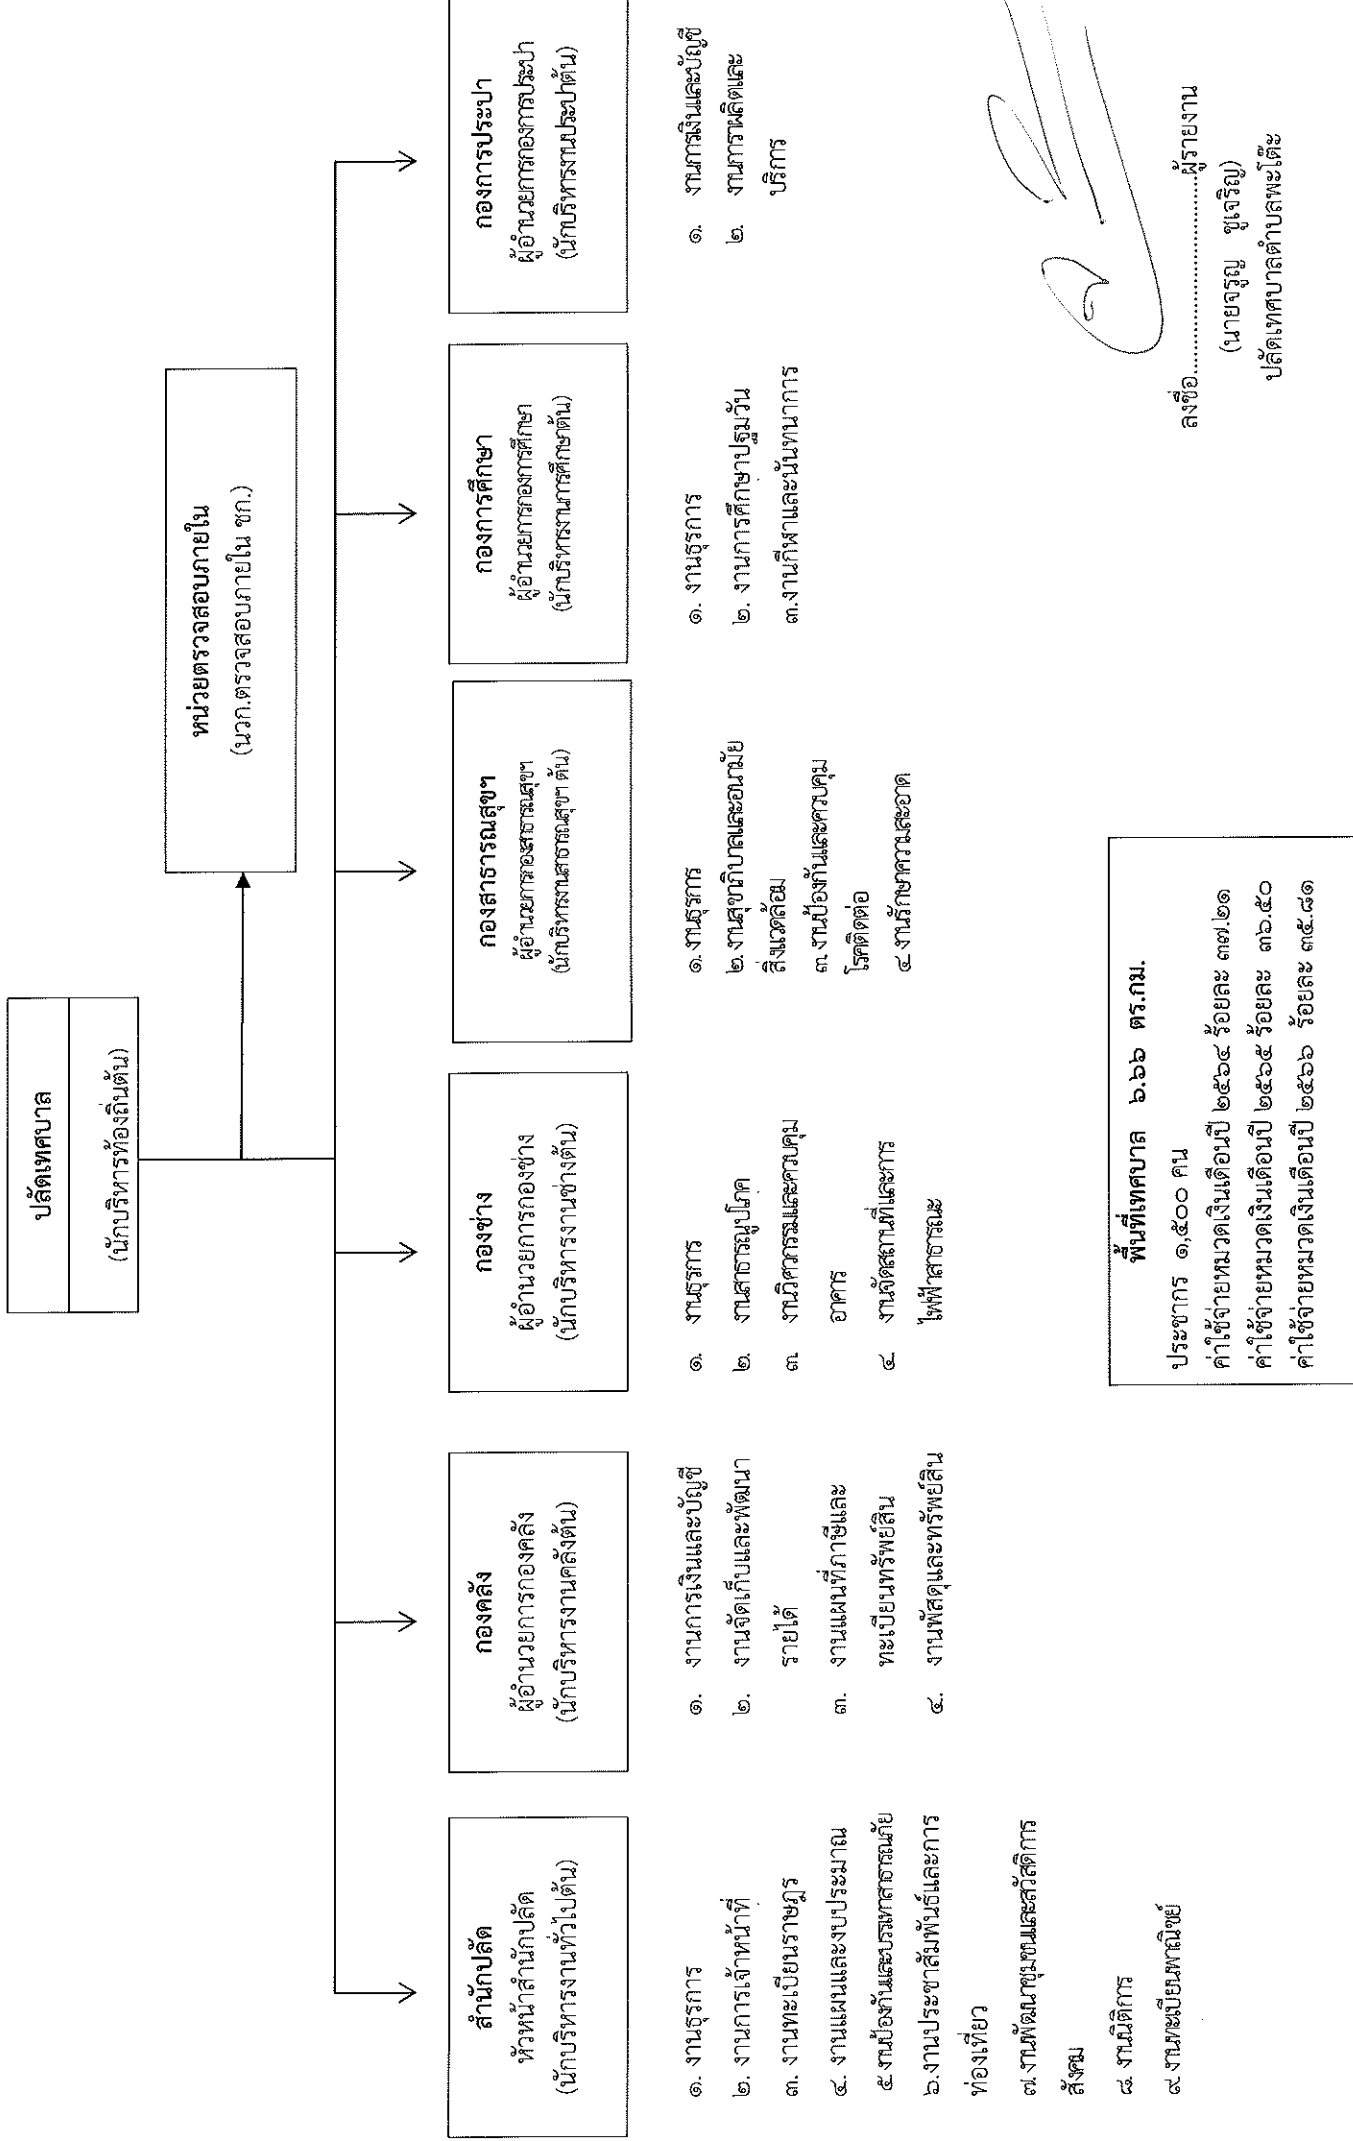 ปลัดเทศบาล
(นักบริหารท้องถิ่นต้น)
หน่วยตรวจสอบภายใน
(นวก.ตรวจสอบภายใน ชก.)
สำนักปลัด
หัวหน้าสำนักปลัด
(นักบริหารงานทั่วไปต้น)
๑. งานธุรการ
๒. งานการเจ้าหน้าที่
๓. งานทะเบียนราษฎร
๔. งานแผนและงบประมาณ
๕. งานป้องกันและบรรเทาสาธารณภัย
๖.งานประชาสัมพันธ์และการ
ท่องเที่ยว
๗. งานพัฒนาชุมชนและสวัสดิการ
สังคม
๘. งานนิติการ
๙. งานทะเบียนพาณิชย์
กองคลัง
ผู้อำนวยการกองคลัง
(นักบริหารงานคลังต้น)
๑. งานการเงินและบัญชี
๒. งานจัดเก็บและพัฒนา
รายได้
๓. งานแผนที่ภาษีและ
ทะเบียนทรัพย์สิน
๔. งานพัสดุและทรัพย์สิน
กองช่าง
ผู้อำนวยการกองช่าง
(นักบริหารงานช่างต้น)
๑. งานธุรการ
๒. งานสาธารณูปโภค
๓. งานวิศวกรรมและควบคุม
อาคาร
๔. งานจัดสถานที่และการ
ไฟฟ้าสาธารณะ
กองสาธารณสุขฯ
ผู้อำนวยการกองสาธารณสุขฯ
(นักบริหารงานสาธารณสุขฯ ต้น)
๑. งานธุรการ
๒. งานสุขาภิบาลและอนามัย
สิ่งแวดล้อม
๓. งานป้องกันและควบคุม
โรคติดต่อ
๔. งานรักษาความสะอาด
กองการศึกษา
ผู้อำนวยการกองการศึกษา
(นักบริหารงานการศึกษาต้น)
๑. งานธุรการ
๒. งานการศึกษาปฐมวัน
๓.งานกีฬาและนันทนาการ
กองการประปา
ผู้อำนวยการกองการประปา
(นักบริหารงานประปาต้น)
๑. งานการเงินและบัญชี
๒. งานการผลิตและ
บริการ
พื้นที่เทศบาล ๖.๖๖ ตร.กม.
ประชากร ๑,๕๐๐ คน
ค่าใช้จ่ายหมวดเงินเดือนปี ๒๕๖๔ ร้อยละ ๓๗.๒๑
ค่าใช้จ่ายหมวดเงินเดือนปี ๒๕๖๕ ร้อยละ ๓๖.๕๐
ค่าใช้จ่ายหมวดเงินเดือนปี ๒๕๖๖ ร้อยละ ๓๕.๘๑
ลงชื่อ........................ผู้รายงาน
(นายจรูญ ชูเจริญ)
ปลัดเทศบาลตำบลพะโต๊ะ